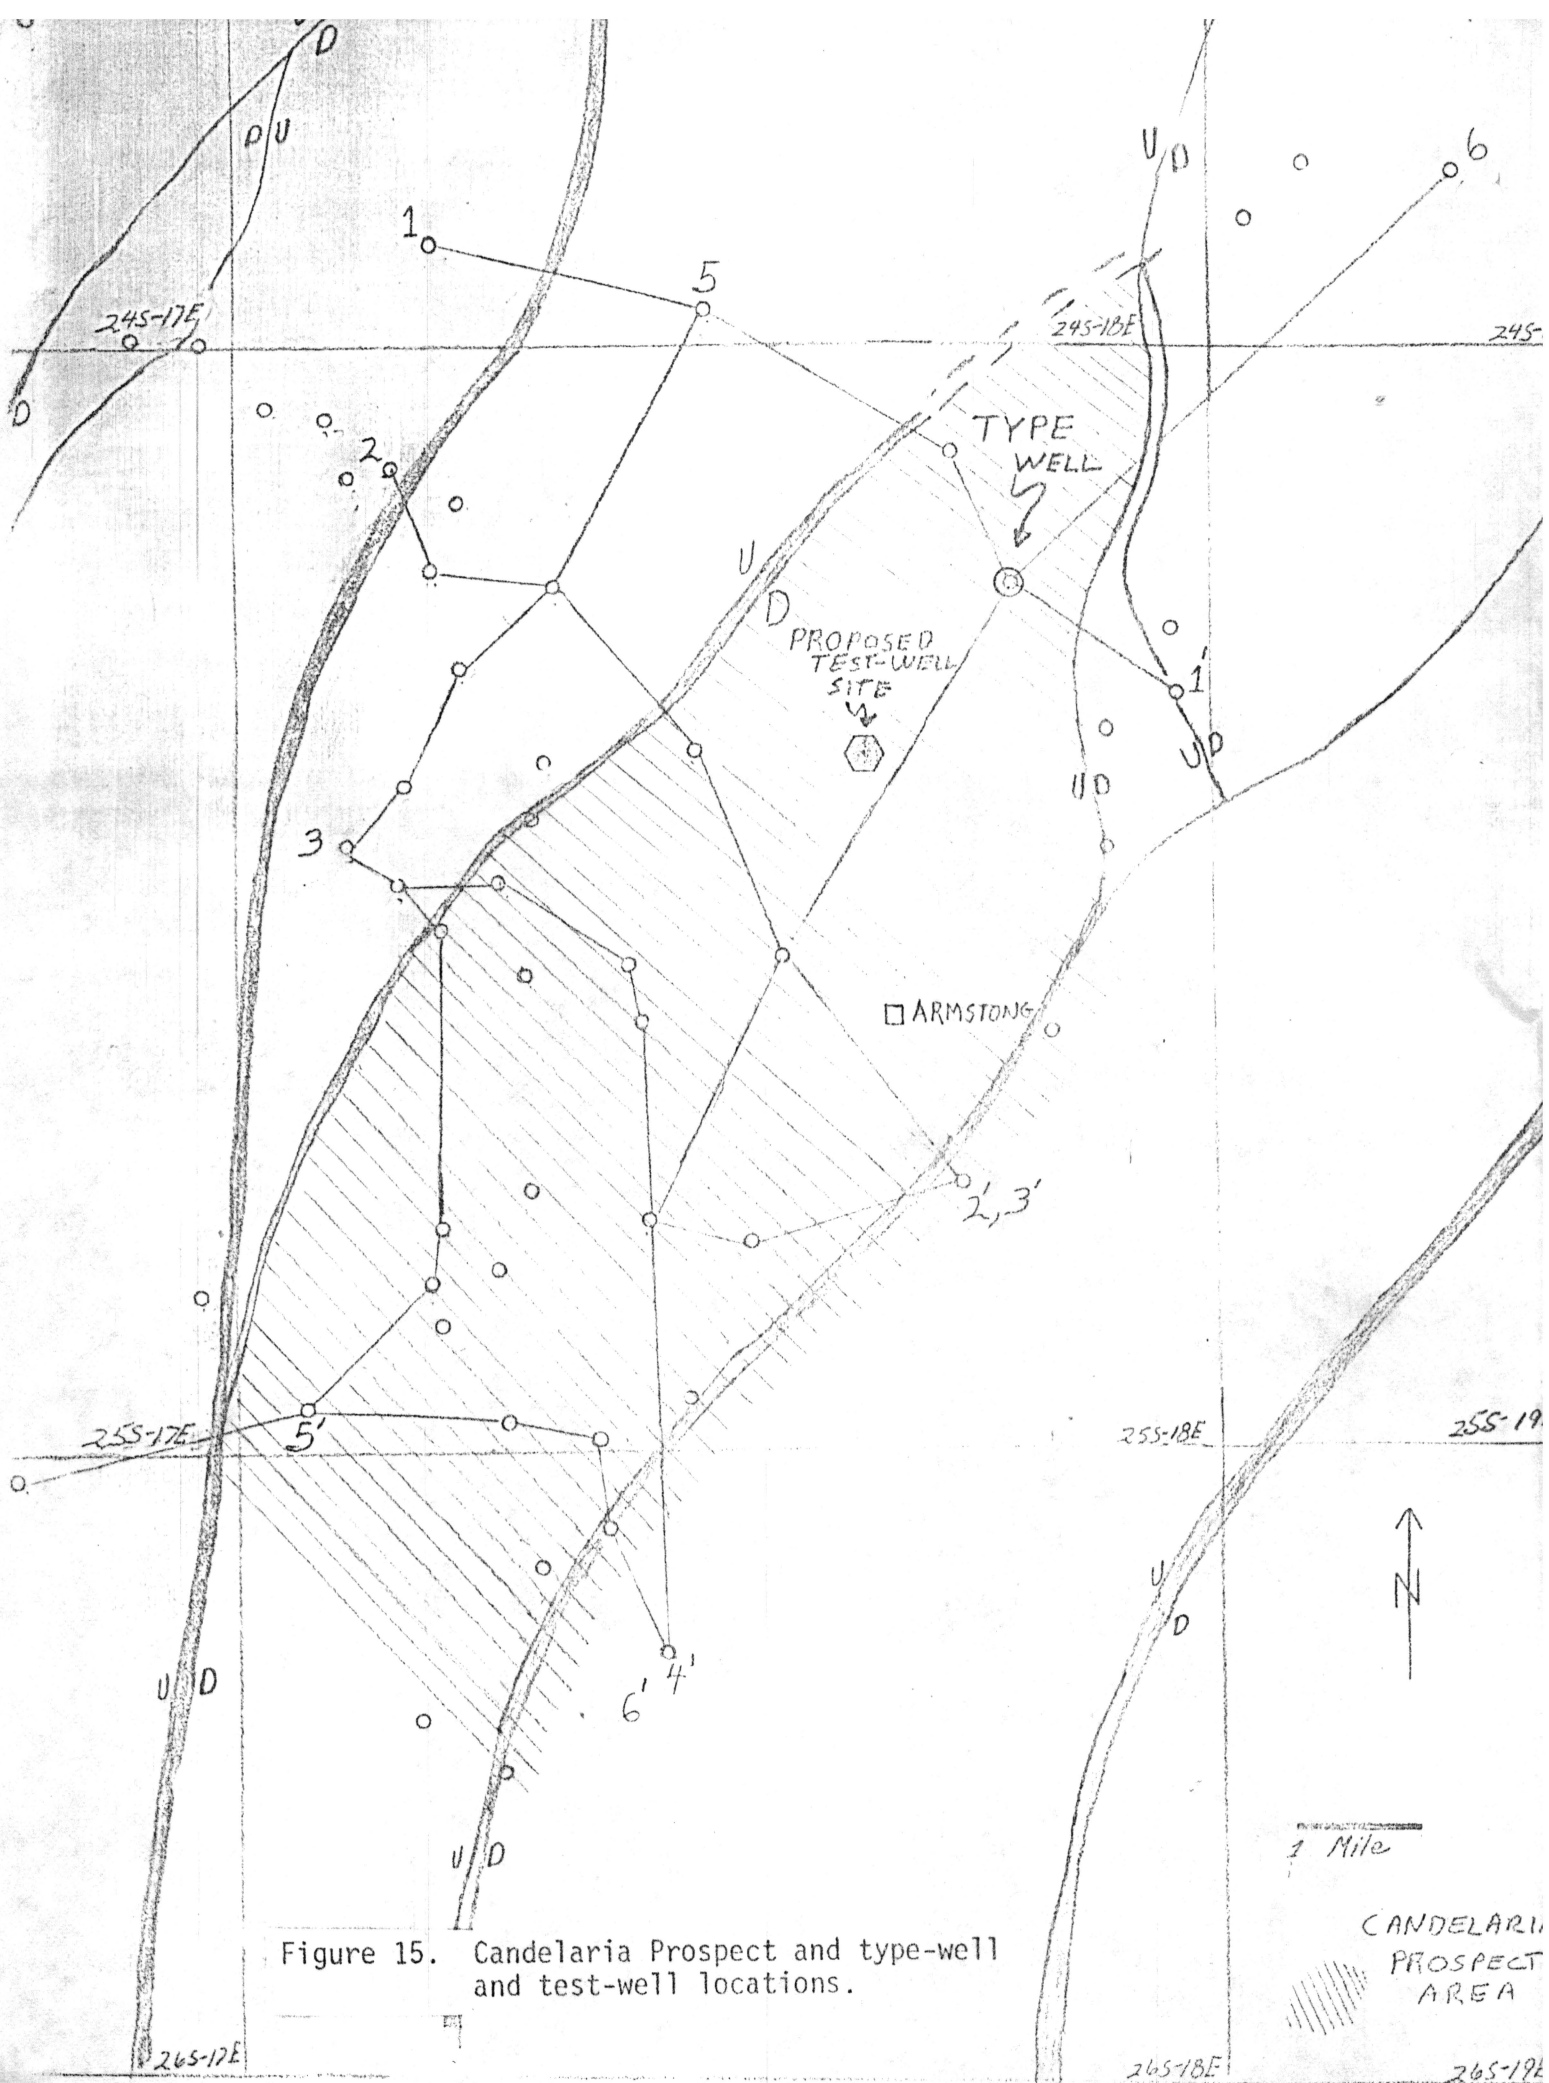 U
D
D U
U
D
6
1
5
24S-17E
24S-18E
24S-
D
2
TYPE
WELL
U
D
PROPOSED
TEST-WELL
SITE
1'
U D
U D
3
ARMSTONG
2', 3'
25S-17E
5'
25S-18E
25S-19
U
D
N
U D
4'
6'
1 Mile
U D
CANDELARIA
PROSPECT
AREA
Figure 15. Candelaria Prospect and type-well
and test-well locations.
26S-17E
26S-18E
26S-19E